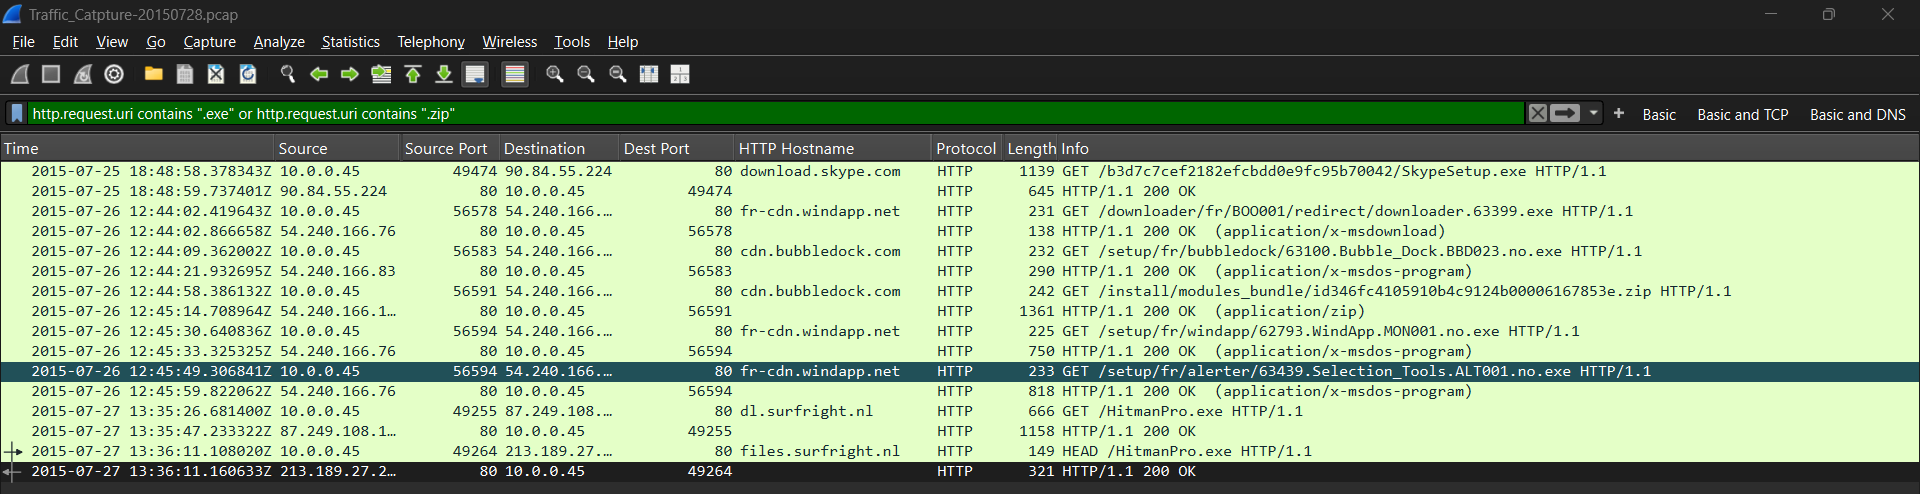 Traffic_Catpture-20150728.pcap
File Edit View Go Capture Analyze Statistics Telephony Wireless Tools Help
http.request.uri contains ".exe" or http.request.uri contains ".zip" + Basic Basic and TCP Basic and DNS
Time Source Source Port Destination Dest Port HTTP Hostname Protocol Length Info
2015-07-25 18:48:58.378343Z 10.0.0.45 49474 90.84.55.224 80 download.skype.com HTTP 1139 GET /b3d7c7cef2182efcbdd0e9fc95b70042/SkypeSetup.exe HTTP/1.1
2015-07-25 18:48:59.737401Z 90.84.55.224 80 10.0.0.45 49474 HTTP 645 HTTP/1.1 200 OK
2015-07-26 12:44:02.419643Z 10.0.0.45 56578 54.240.166.… 80 fr-cdn.windapp.net HTTP 231 GET /downloader/fr/BOO001/redirect/downloader.63399.exe HTTP/1.1
2015-07-26 12:44:02.866658Z 54.240.166.76 80 10.0.0.45 56578 HTTP 138 HTTP/1.1 200 OK (application/x-msdownload)
2015-07-26 12:44:09.362002Z 10.0.0.45 56583 54.240.166.… 80 cdn.bubbledock.com HTTP 232 GET /setup/fr/bubbledock/63100.Bubble_Dock.BBD023.no.exe HTTP/1.1
2015-07-26 12:44:21.932695Z 54.240.166.83 80 10.0.0.45 56583 HTTP 290 HTTP/1.1 200 OK (application/x-msdos-program)
2015-07-26 12:44:58.386132Z 10.0.0.45 56591 54.240.166.… 80 cdn.bubbledock.com HTTP 242 GET /install/modules_bundle/id346fc4105910b4c9124b00006167853e.zip HTTP/1.1
2015-07-26 12:45:14.708964Z 54.240.166.1… 80 10.0.0.45 56591 HTTP 1361 HTTP/1.1 200 OK (application/zip)
2015-07-26 12:45:30.640836Z 10.0.0.45 56594 54.240.166.… 80 fr-cdn.windapp.net HTTP 225 GET /setup/fr/windapp/62793.WindApp.MON001.no.exe HTTP/1.1
2015-07-26 12:45:33.325325Z 54.240.166.76 80 10.0.0.45 56594 HTTP 750 HTTP/1.1 200 OK (application/x-msdos-program)
2015-07-26 12:45:49.306841Z 10.0.0.45 56594 54.240.166.… 80 fr-cdn.windapp.net HTTP 233 GET /setup/fr/alerter/63439.Selection_Tools.ALT001.no.exe HTTP/1.1
2015-07-26 12:45:59.822062Z 54.240.166.76 80 10.0.0.45 56594 HTTP 818 HTTP/1.1 200 OK (application/x-msdos-program)
2015-07-27 13:35:26.681400Z 10.0.0.45 49255 87.249.108.… 80 dl.surfright.nl HTTP 666 GET /HitmanPro.exe HTTP/1.1
2015-07-27 13:35:47.233322Z 87.249.108.1… 80 10.0.0.45 49255 HTTP 1158 HTTP/1.1 200 OK
2015-07-27 13:36:11.108020Z 10.0.0.45 49264 213.189.27.… 80 files.surfright.nl HTTP 149 HEAD /HitmanPro.exe HTTP/1.1
2015-07-27 13:36:11.160633Z 213.189.27.2… 80 10.0.0.45 49264 HTTP 321 HTTP/1.1 200 OK